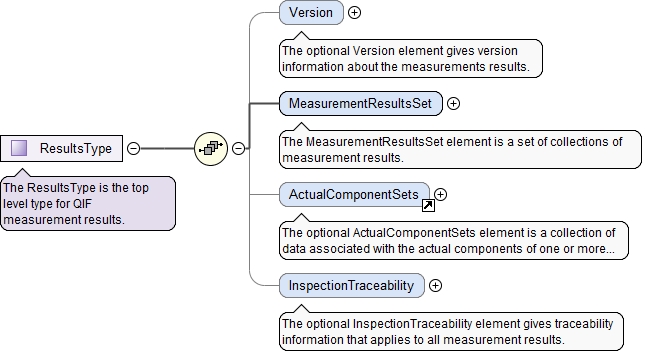 Version
The optional Version element gives version
information about the measurements results.
MeasurementResultsSet
The MeasurementResultsSet element is a set of collections of
measurement results.
ResultsType
The ResultsType is the top
level type for QIF
measurement results.
ActualComponentSets
The optional ActualComponentSets element is a collection of
data associated with the actual components of one or more...
InspectionTraceability
The optional InspectionTraceability element gives traceability
information that applies to all measurement results.